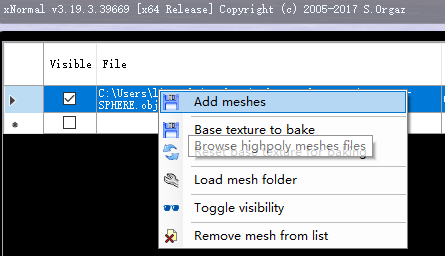 xNormal v3.19.3.39669 [x64 Release] Copyright (c) 2005-2017 S.Orgaz
Visible File
C:\Users\
SPHERE.obj
Add meshes
Base texture to bake
Browse highpoly meshes files
Reset base texture for baking
Load mesh folder
Toggle visibility
Remove mesh from list